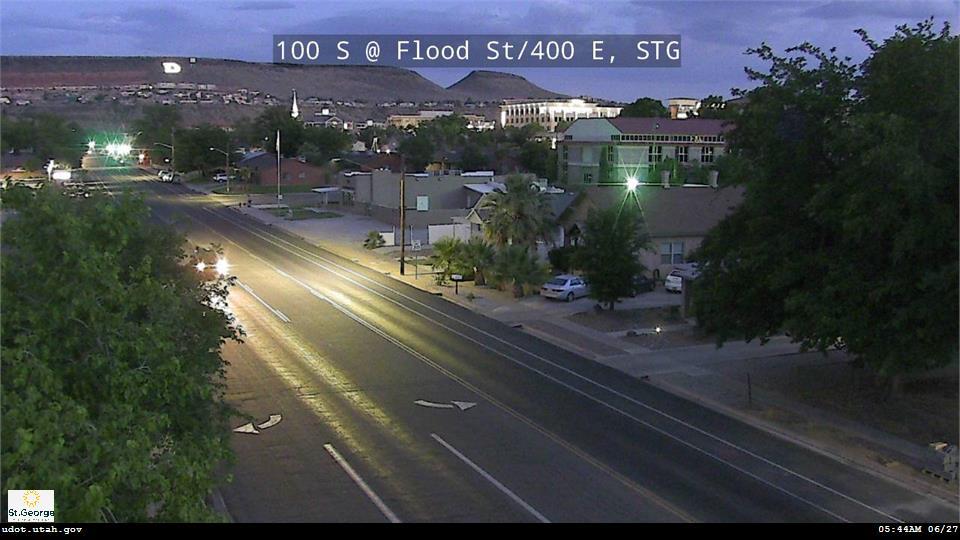 100 S @ Flood St/400 E, STG
D
St.George
udot.utah.gov
05:44AM 06/27